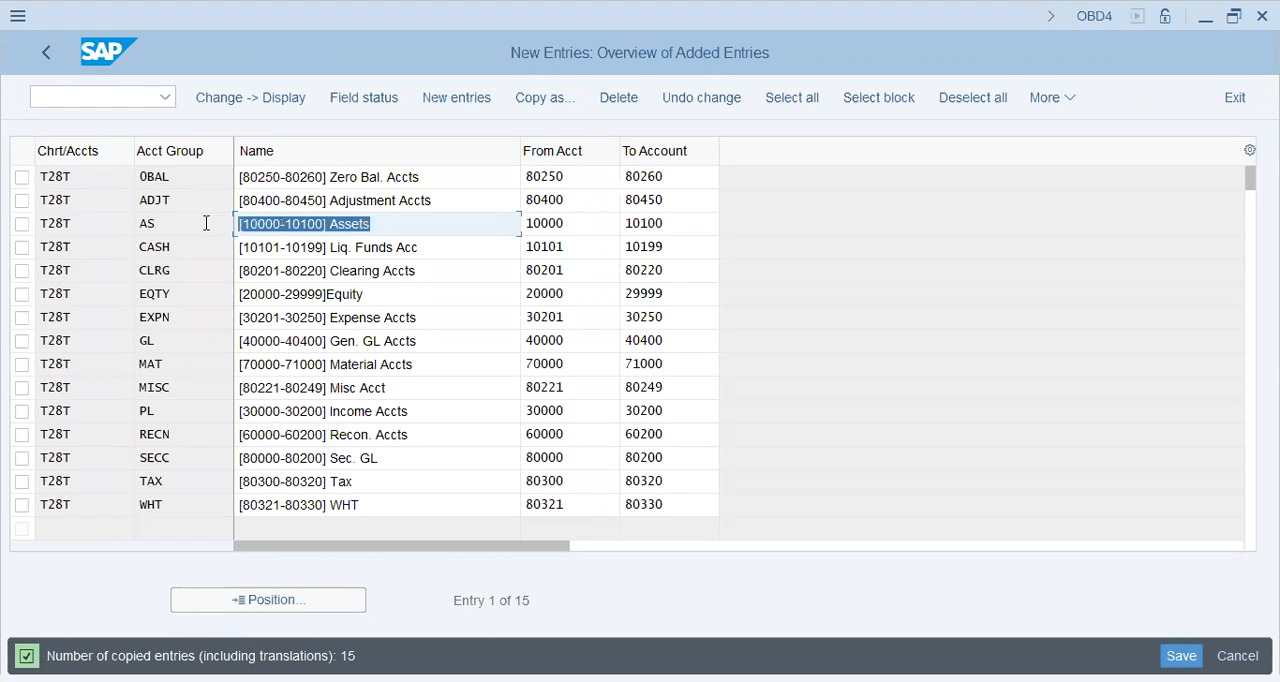 OBD4
SAP New Entries: Overview of Added Entries
Change -> Display Field status New entries Copy as... Delete Undo change Select all Select block Deselect all More Exit
Chrt/Accts Acct Group Name From Acct To Account
T28T OBAL [80250-80260] Zero Bal. Accts 80250 80260
T28T ADJT [80400-80450] Adjustment Accts 80400 80450
T28T AS [10000-10100] Assets 10000 10100
T28T CASH [10101-10199] Liq. Funds Acc 10101 10199
T28T CLRG [80201-80220] Clearing Accts 80201 80220
T28T EQTY [20000-29999]Equity 20000 29999
T28T EXPN [30201-30250] Expense Accts 30201 30250
T28T GL [40000-40400] Gen. GL Accts 40000 40400
T28T MAT [70000-71000] Material Accts 70000 71000
T28T MISC [80221-80249] Misc Acct 80221 80249
T28T PL [30000-30200] Income Accts 30000 30200
T28T RECN [60000-60200] Recon. Accts 60000 60200
T28T SECC [80000-80200] Sec. GL 80000 80200
T28T TAX [80300-80320] Tax 80300 80320
T28T WHT [80321-80330] WHT 80321 80330
Position... Entry 1 of 15
Number of copied entries (including translations): 15 Save Cancel